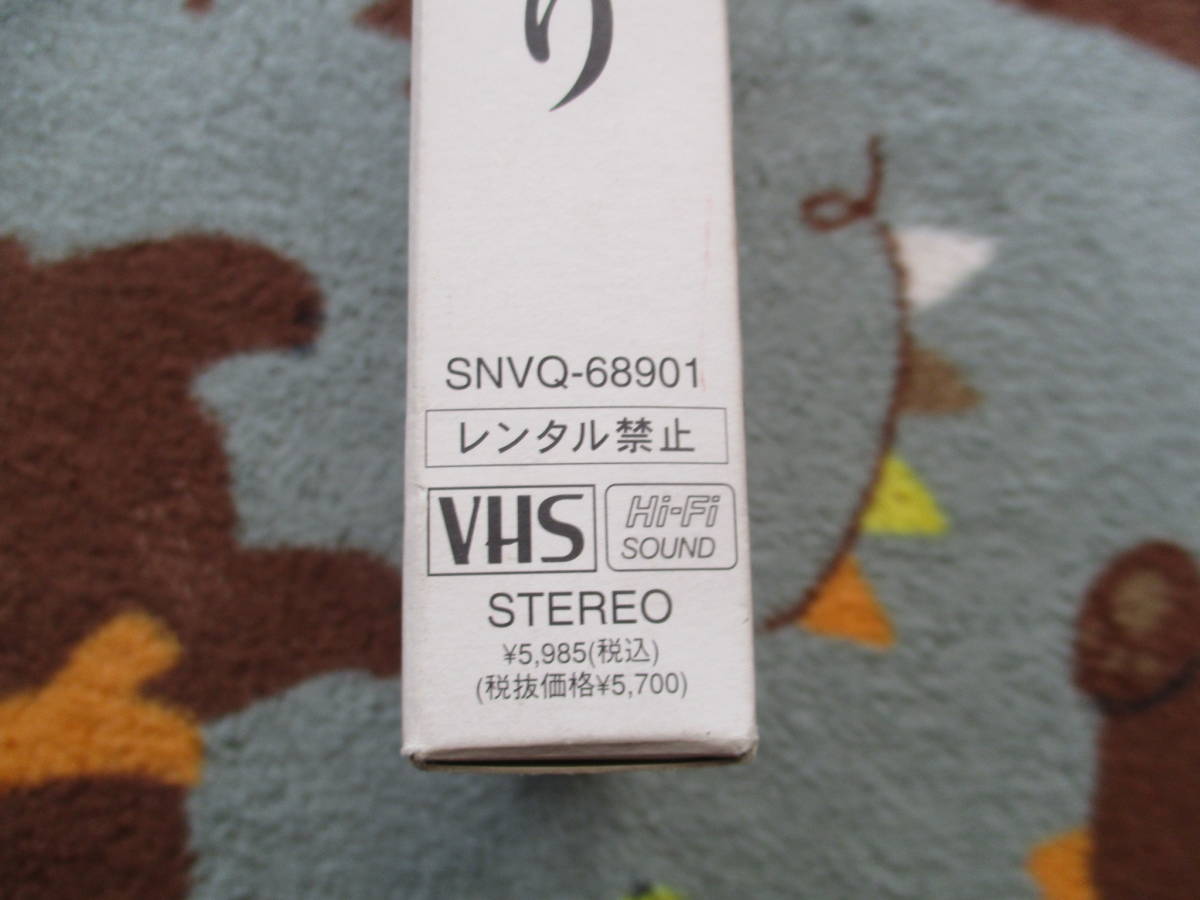 り
SNVQ-68901
レンタル禁止
VHS Hi-Fi SOUND
STEREO
¥5,985(税込)
(税抜価格¥5,700)